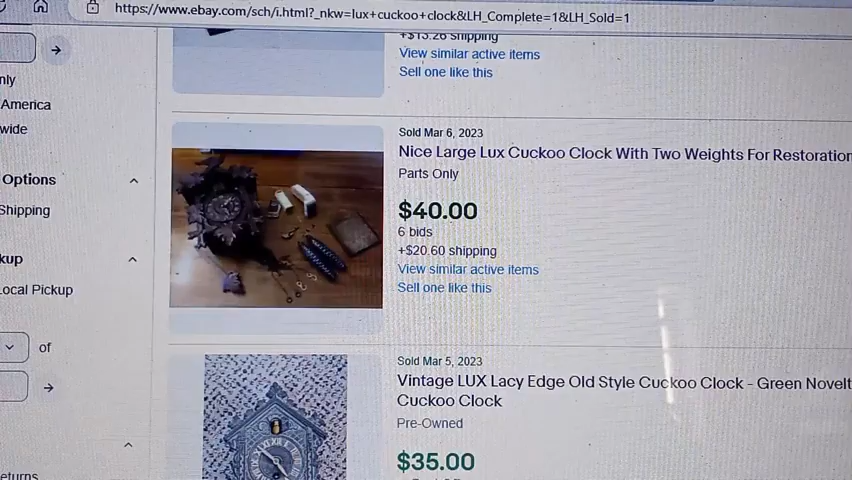 https://www.ebay.com/sch/i.html?_nkw=lux+cuckoo+clock&LH_Complete=1&LH_Sold=1
+$13.26 shipping
View similar active items
Sell one like this
nly
America
wide
Options
Shipping
kup
ocal Pickup
of
eturns
Sold Mar 6, 2023
Nice Large Lux Cuckoo Clock With Two Weights For Restoration
Parts Only
$40.00
6 bids
+$20.60 shipping
View similar active items
Sell one like this
Sold Mar 5, 2023
Vintage LUX Lacy Edge Old Style Cuckoo Clock - Green Novelt
Cuckoo Clock
Pre-Owned
$35.00